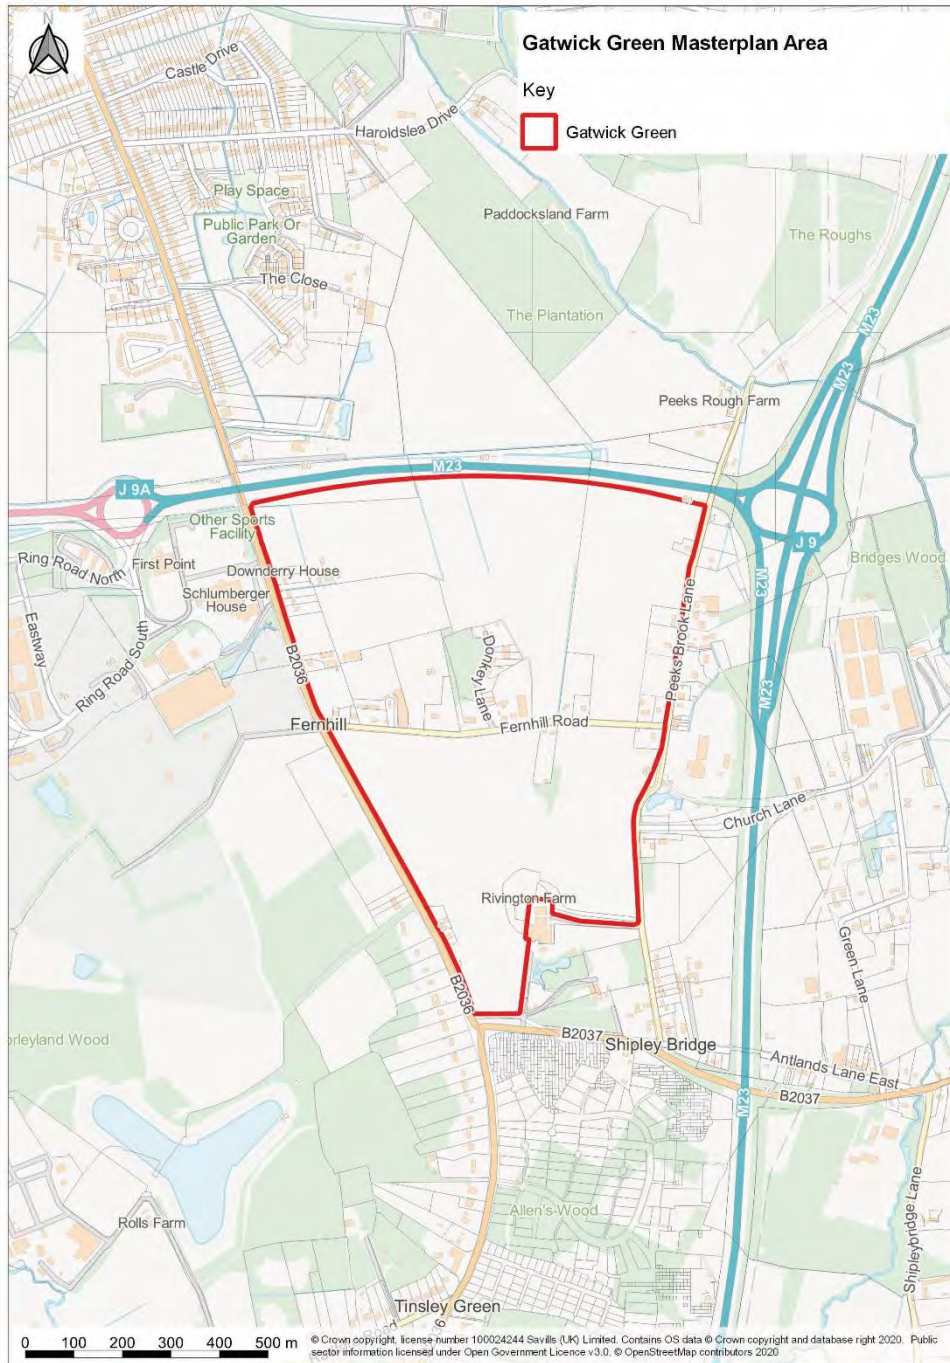 N
Gatwick Green Masterplan Area
Key
Gatwick Green
Castle Drive
Haroldslea Drive
Play Space
Public Park Or
Garden
The Close
Paddocksland Farm
The Roughs
The Plantation
M23
M23
Peeks Rough Farm
M23
J 9A
M23
J 9
Other Sports
Facility
Ring Road North
First Point
Downderry House
Schlumberger
House
Bridges Wood
M23
Eastway
Ring Road South
B2036
Donkey Lane
Peeks Brook Lane
M23
Fernhill
Fernhill Road
Church Lane
Rivington Farm
Green Lane
B2036
B2037
Shipley Bridge
Antlands Lane East
B2037
M23
orleyland Wood
Shipleybridge Lane
Rolls Farm
Allen's Wood
Tinsley Green
0 100 200 300 400 500 m
© Crown copyright, license number 100024244 Savills (UK) Limited. Contains OS data © Crown copyright and database right 2020. Public
sector information licensed under Open Government Licence v3.0. © OpenStreetMap contributors 2020